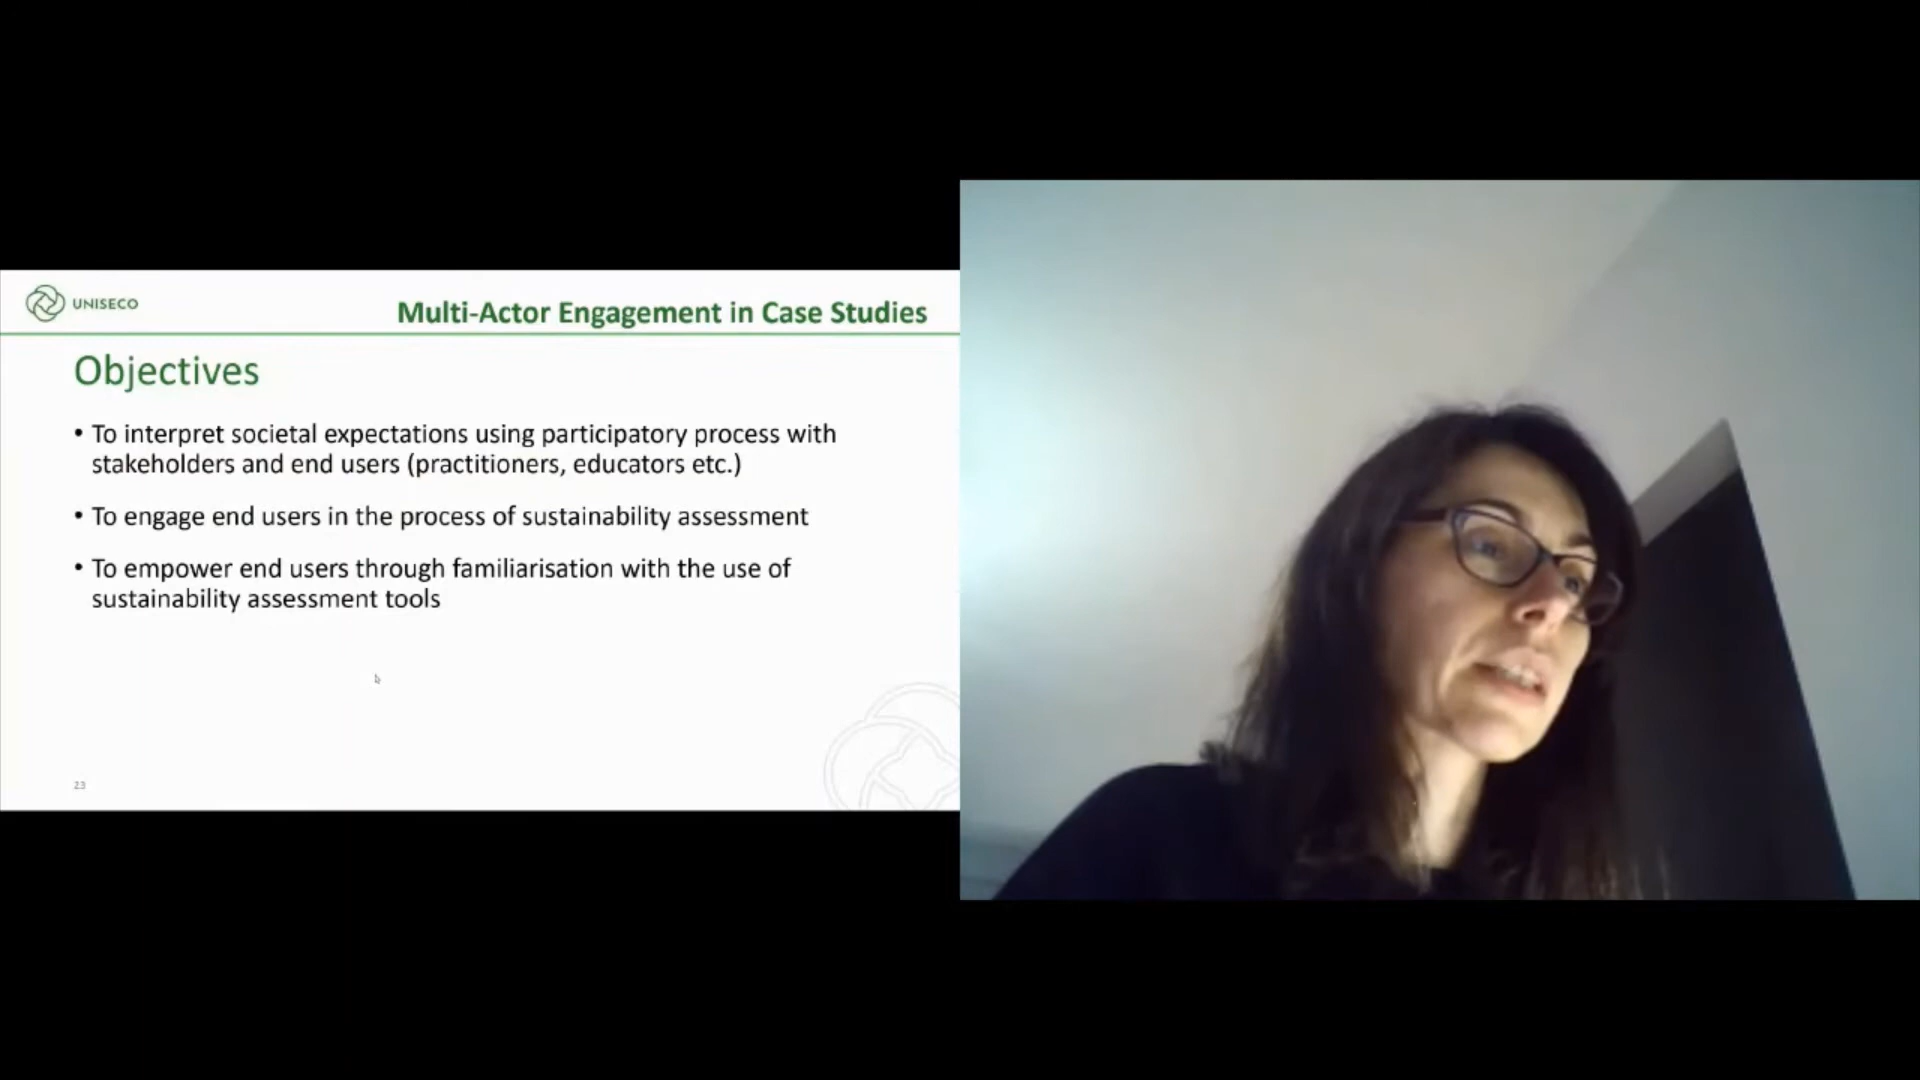 UNISECO
Multi-Actor Engagement in Case Studies
Objectives
• To interpret societal expectations using participatory process with
stakeholders and end users (practitioners, educators etc.)
• To engage end users in the process of sustainability assessment
• To empower end users through familiarisation with the use of
sustainability assessment tools
23